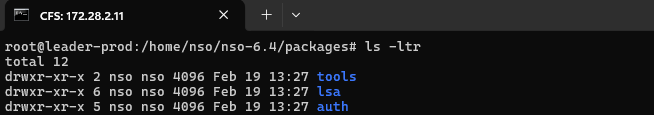 CFS: 172.28.2.11
root@leader-prod:/home/nso/nso-6.4/packages# ls -ltr
total 12
drwxr-xr-x 2 nso nso 4096 Feb 19 13:27 tools
drwxr-xr-x 6 nso nso 4096 Feb 19 13:27 lsa
drwxr-xr-x 5 nso nso 4096 Feb 19 13:27 auth